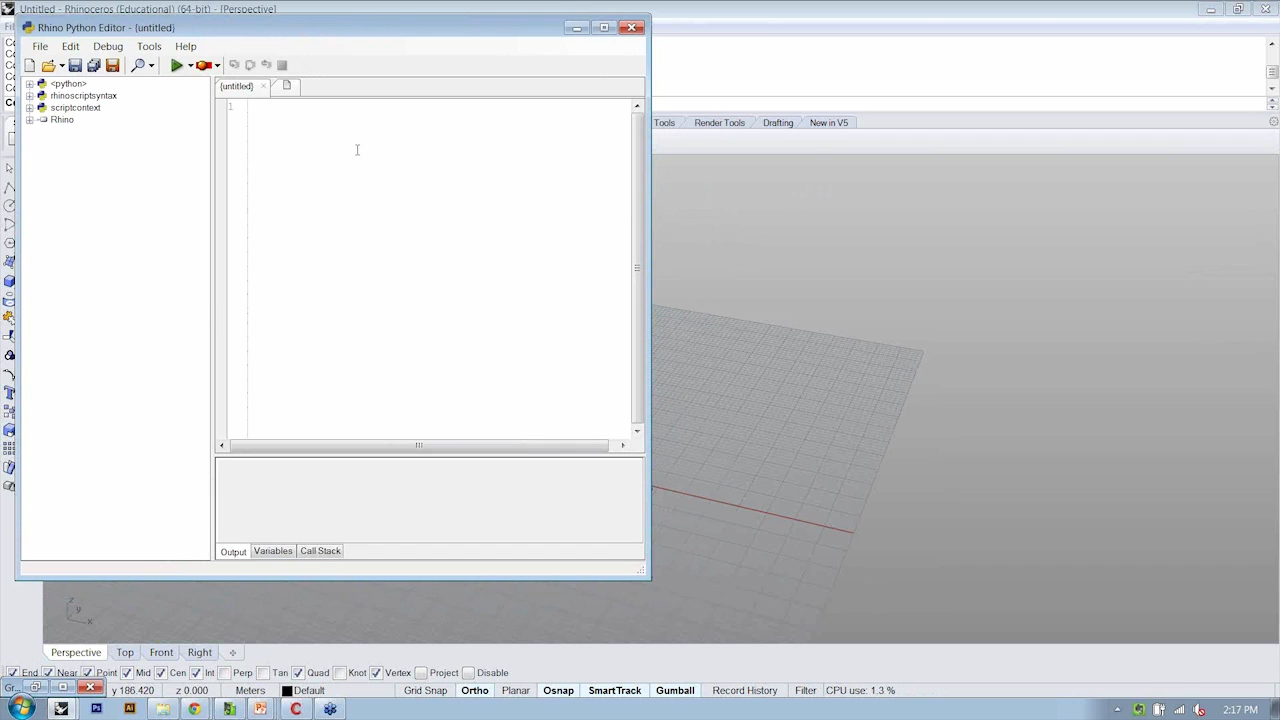 Untitled - Rhinoceros (Educational) (64-bit) - [Perspective]
Rhino Python Editor - {untitled}
File Edit Debug Tools Help
{untitled}
<python>
rhinoscriptsyntax
scriptcontext
Rhino
1
Tools Render Tools Drafting New in V5
Output Variables Call Stack
z
y
x
Perspective Top Front Right
End Near Point Mid Cen Int Perp Tan Quad Knot Vertex Project Disable
Gr... y 186.420 z 0.000 Meters Default Grid Snap Ortho Planar Osnap SmartTrack Gumball Record History Filter CPU use: 1.3 %
2:17 PM